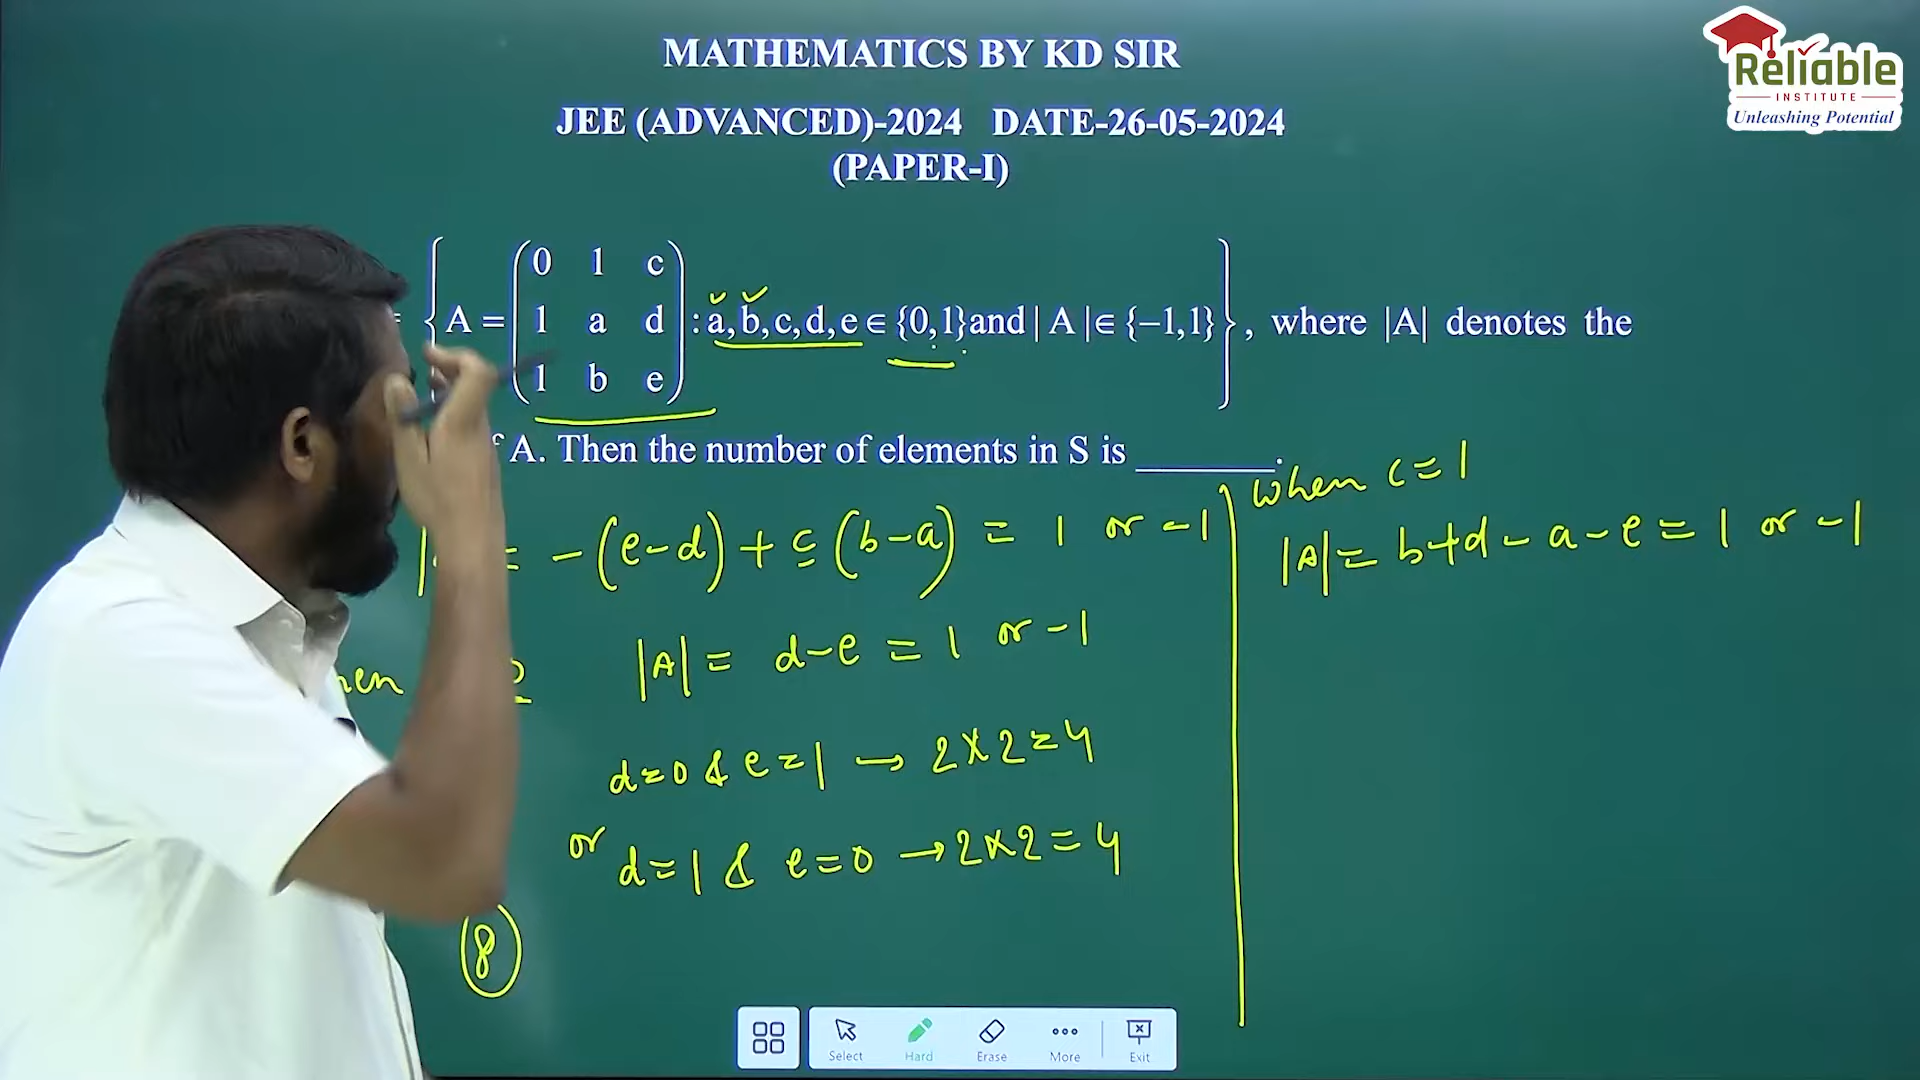 MATHEMATICS BY KD SIR
Reliable
INSTITUTE
Unleashing Potential
JEE (ADVANCED)-2024 DATE-26-05-2024
(PAPER-I)
{ A = ( 0 1 c
1 a d
1 b e ) : a, b, c, d, e ∈ {0,1} and | A | ∈ {−1,1} } , where |A| denotes the
A. Then the number of elements in S is ________.
= −(e−d) + c(b−a) = 1 or −1
|A| = d−e = 1 or −1
d=0 & e=1 → 2×2=4
or d=1 & e=0 → 2×2=4
8
When c=1
|A| = b+d−a−e = 1 or −1
Select
Hard
Erase
More
Exit